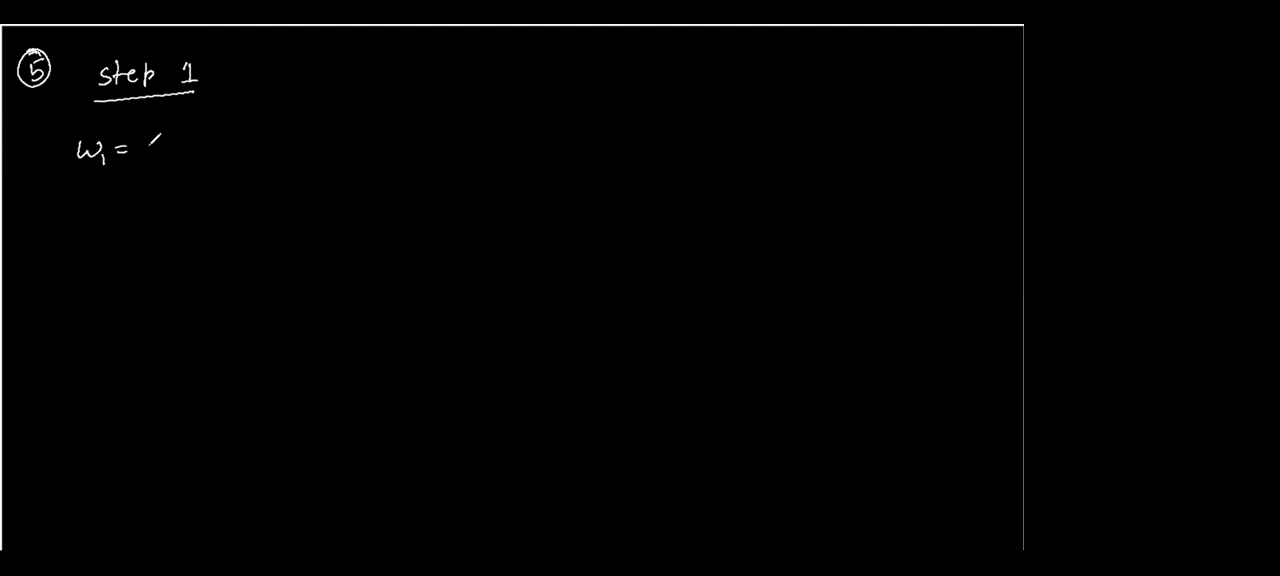 ⑤ step 1
w₁ =